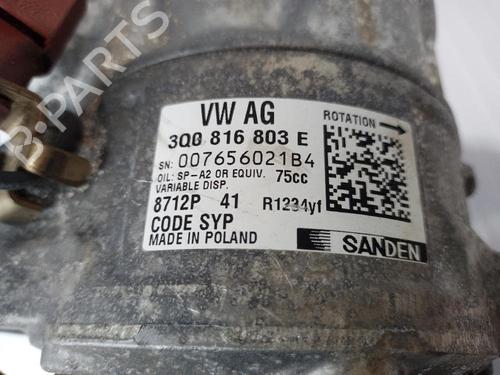 VW AG
ROTATION
3Q0 816 803 E
SN: 007656021B4
OIL: SP-A2 OR EQUIV. 75cc
VARIABLE DISP.
8712P 41 R1234yf
CODE SYP
MADE IN POLAND
SANDEN
B-Parts